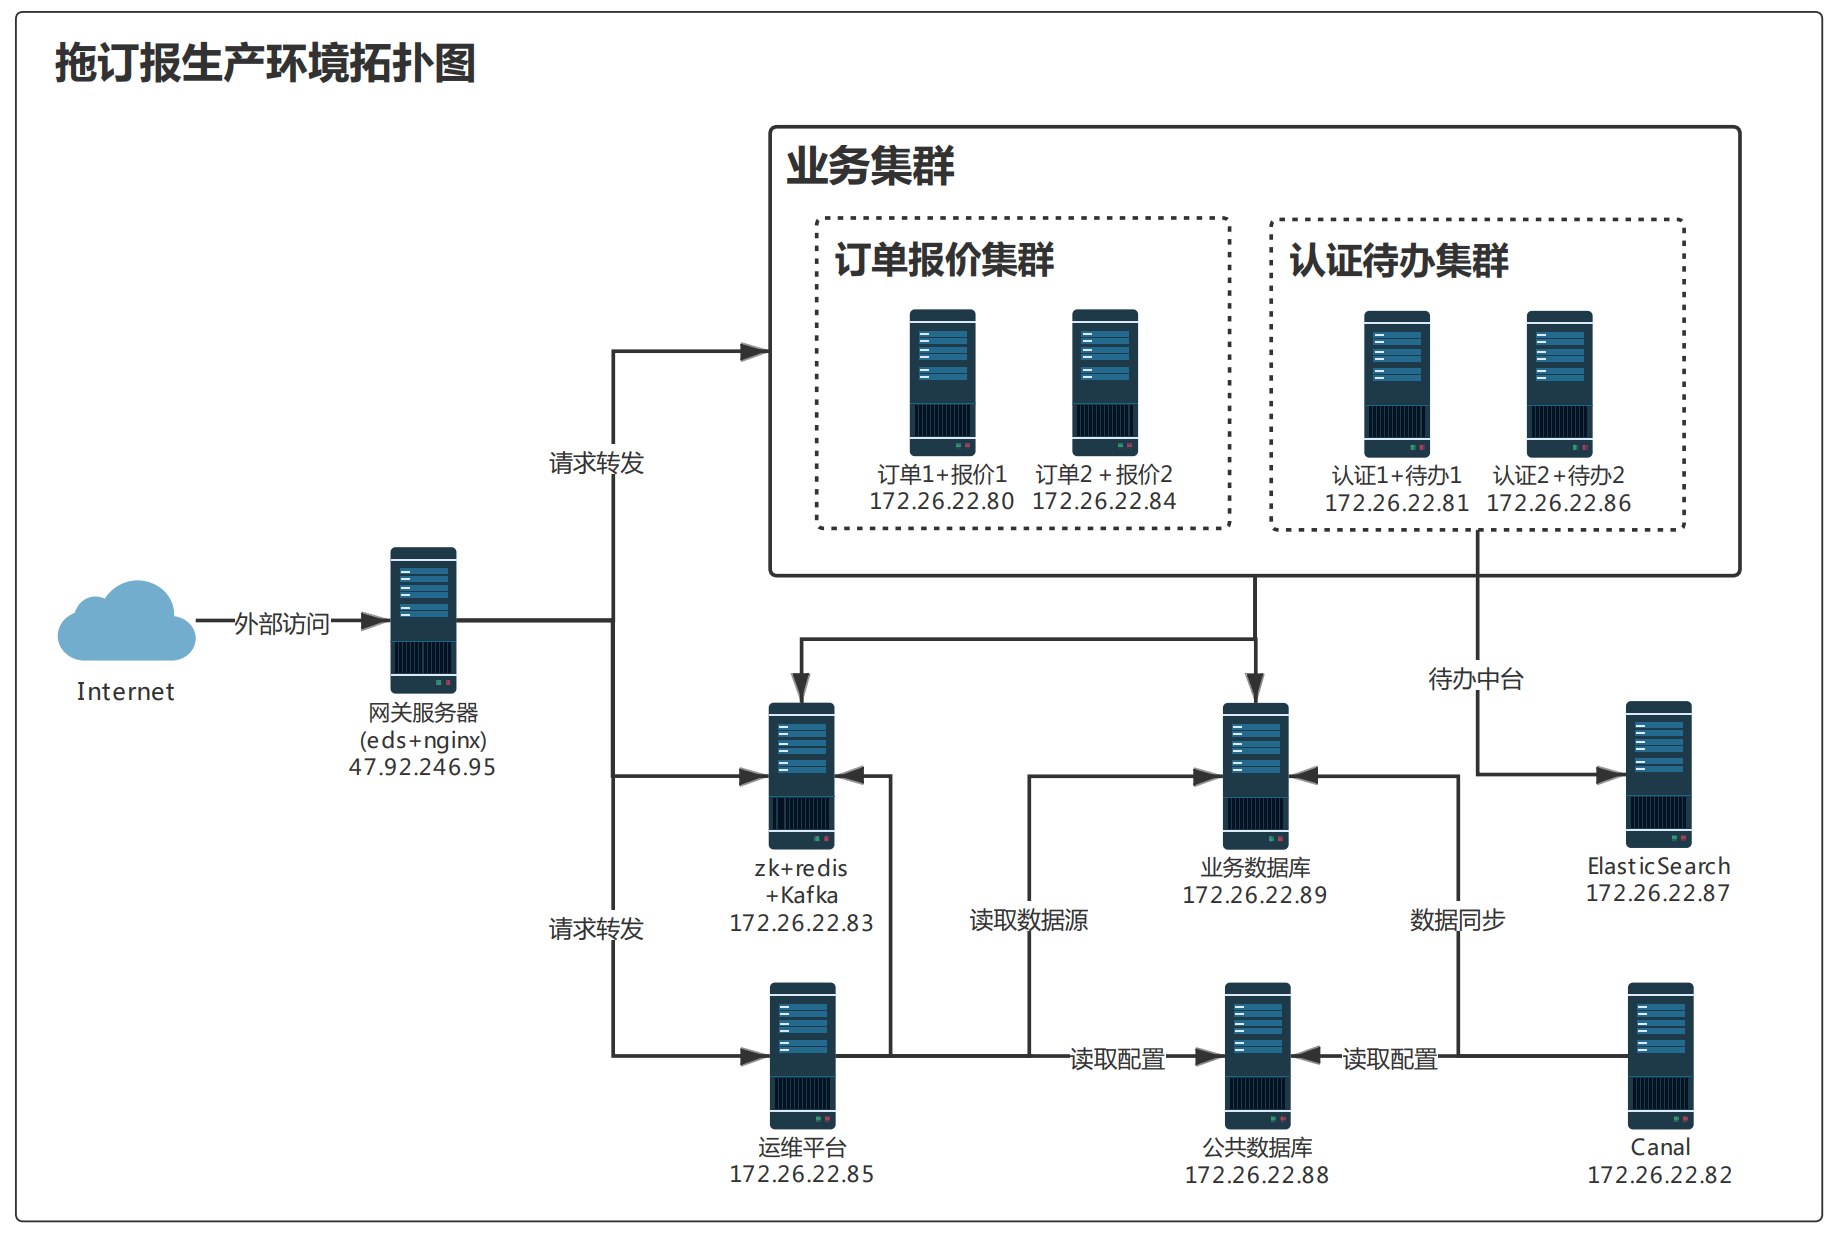 拖订报生产环境拓扑图
业务集群
订单报价集群
认证待办集群
订单1+报价1
172.26.22.80
订单2 + 报价2
172.26.22.84
认证1+待办1
172.26.22.81
认证2+待办2
172.26.22.86
请求转发
外部访问
Internet
网关服务器
(eds+nginx)
47.92.246.95
待办中台
zk+redis
+Kafka
172.26.22.83
业务数据库
172.26.22.89
ElasticSearch
172.26.22.87
请求转发
读取数据源
数据同步
读取配置
读取配置
运维平台
172.26.22.85
公共数据库
172.26.22.88
Canal
172.26.22.82